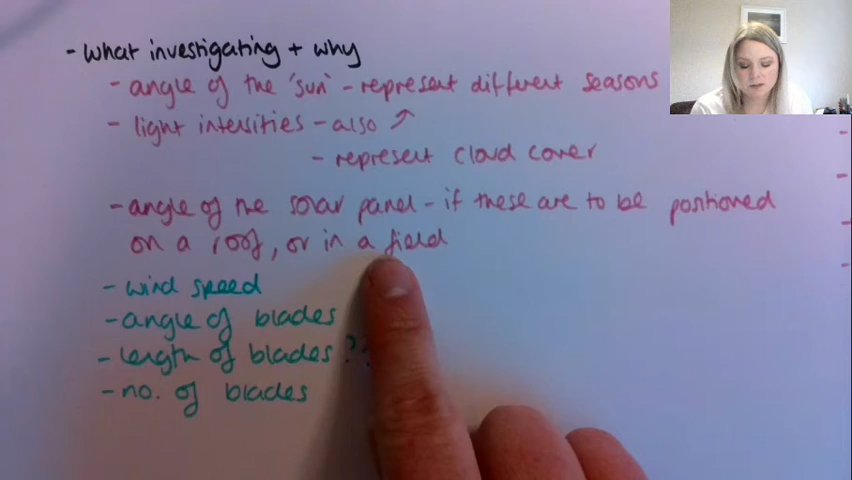 - what investigating + why
- angle of the 'sun' - represent different seasons
- light intensities - also ↗
- represent cloud cover
- angle of the solar panel - if these are to be postioned
on a roof, or in a field
- wind speed
- angle of blades
- length of blades ??
- no. of blades